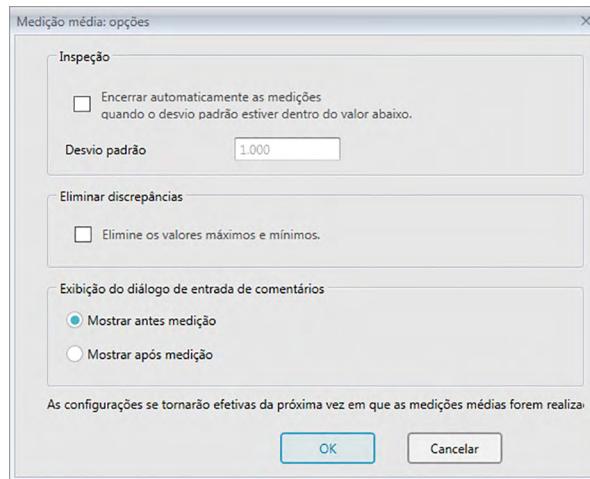 Medição média: opções
Inspeção
Encerrar automaticamente as medições
quando o desvio padrão estiver dentro do valor abaixo.
Desvio padrão
1.000
Eliminar discrepâncias
Elimine os valores máximos e mínimos.
Exibição do diálogo de entrada de comentários
Mostrar antes medição
Mostrar após medição
As configurações se tornarão efetivas da próxima vez em que as medições médias forem realiza
OK
Cancelar